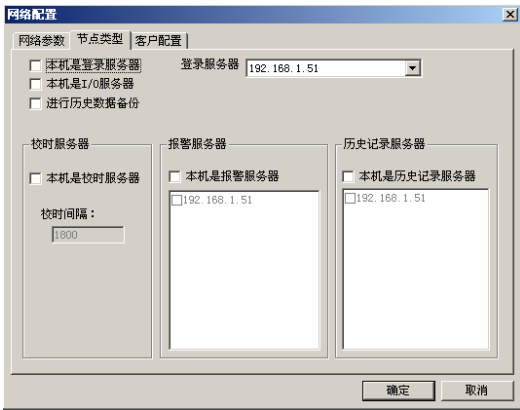 网络配置
网络参数 节点类型 客户配置
本机是登录服务器 登录服务器 192.168.1.51
本机是I/O服务器
进行历史数据备份
校时服务器 报警服务器 历史记录服务器
本机是校时服务器 本机是报警服务器 本机是历史记录服务器
192.168.1.51 192.168.1.51
校时间隔：
1800
确定 取消